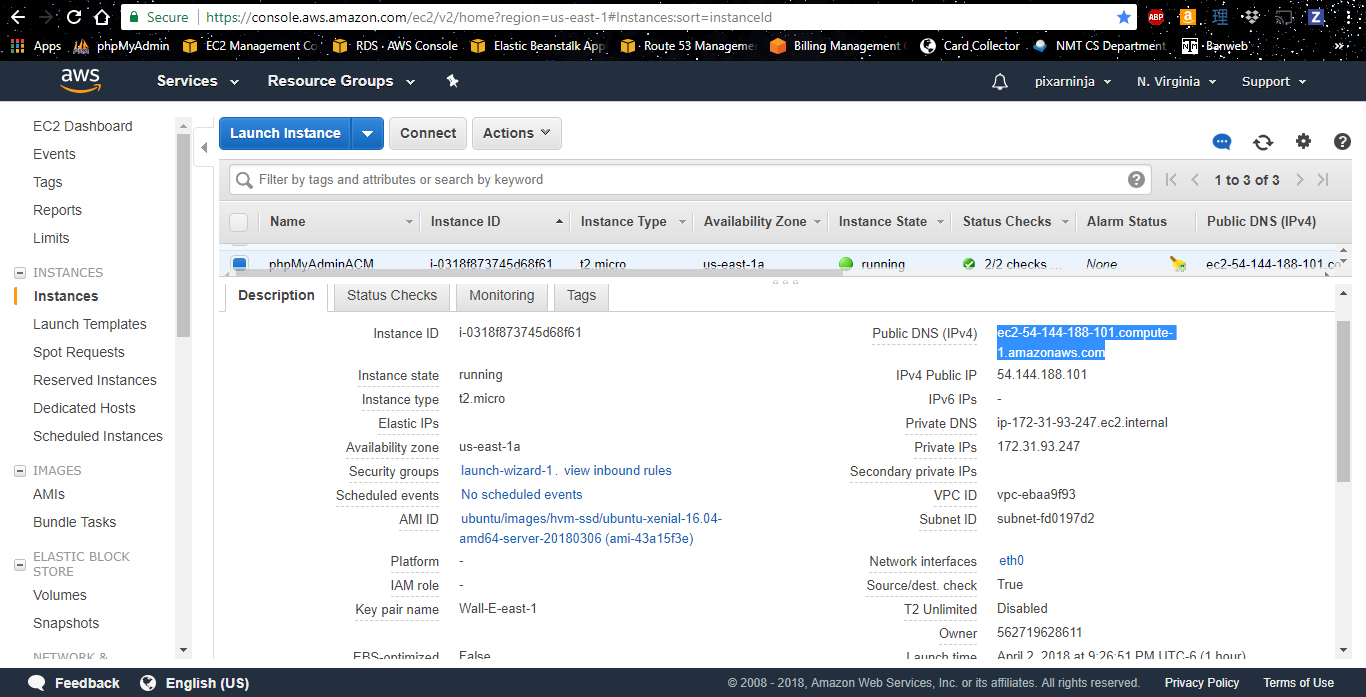 Secure https://console.aws.amazon.com/ec2/v2/home?region=us-east-1#Instances:sort=instanceId
ABP a Z
Apps phpMyAdmin EC2 Management Co RDS · AWS Console Elastic Beanstalk App Route 53 Manageme Billing Management Card Collector NMT CS Department Banweb »
aws Services Resource Groups pixarninja N. Virginia Support
EC2 Dashboard
Events
Tags
Reports
Limits
INSTANCES
Instances
Launch Templates
Spot Requests
Reserved Instances
Dedicated Hosts
Scheduled Instances
IMAGES
AMIs
Bundle Tasks
ELASTIC BLOCK
STORE
Volumes
Snapshots
NETWORK &
Launch Instance Connect Actions
Filter by tags and attributes or search by keyword 1 to 3 of 3
Name Instance ID Instance Type Availability Zone Instance State Status Checks Alarm Status Public DNS (IPv4)
phpMyAdminACM i-0318f873745d68f61 t2.micro us-east-1a running 2/2 checks ... None ec2-54-144-188-101.co
Description Status Checks Monitoring Tags
Instance ID i-0318f873745d68f61
Instance state running
Instance type t2.micro
Elastic IPs
Availability zone us-east-1a
Security groups launch-wizard-1 . view inbound rules
Scheduled events No scheduled events
AMI ID ubuntu/images/hvm-ssd/ubuntu-xenial-16.04-
amd64-server-20180306 (ami-43a15f3e)
Platform -
IAM role -
Key pair name Wall-E-east-1
EBS-optimized False
Public DNS (IPv4) ec2-54-144-188-101.compute-
1.amazonaws.com
IPv4 Public IP 54.144.188.101
IPv6 IPs -
Private DNS ip-172-31-93-247.ec2.internal
Private IPs 172.31.93.247
Secondary private IPs
VPC ID vpc-ebaa9f93
Subnet ID subnet-fd0197d2
Network interfaces eth0
Source/dest. check True
T2 Unlimited Disabled
Owner 562719628611
Launch time April 2, 2018 at 9:26:51 PM UTC-6 (1 hour)
Feedback English (US) © 2008 - 2018, Amazon Web Services, Inc. or its affiliates. All rights reserved. Privacy Policy Terms of Use